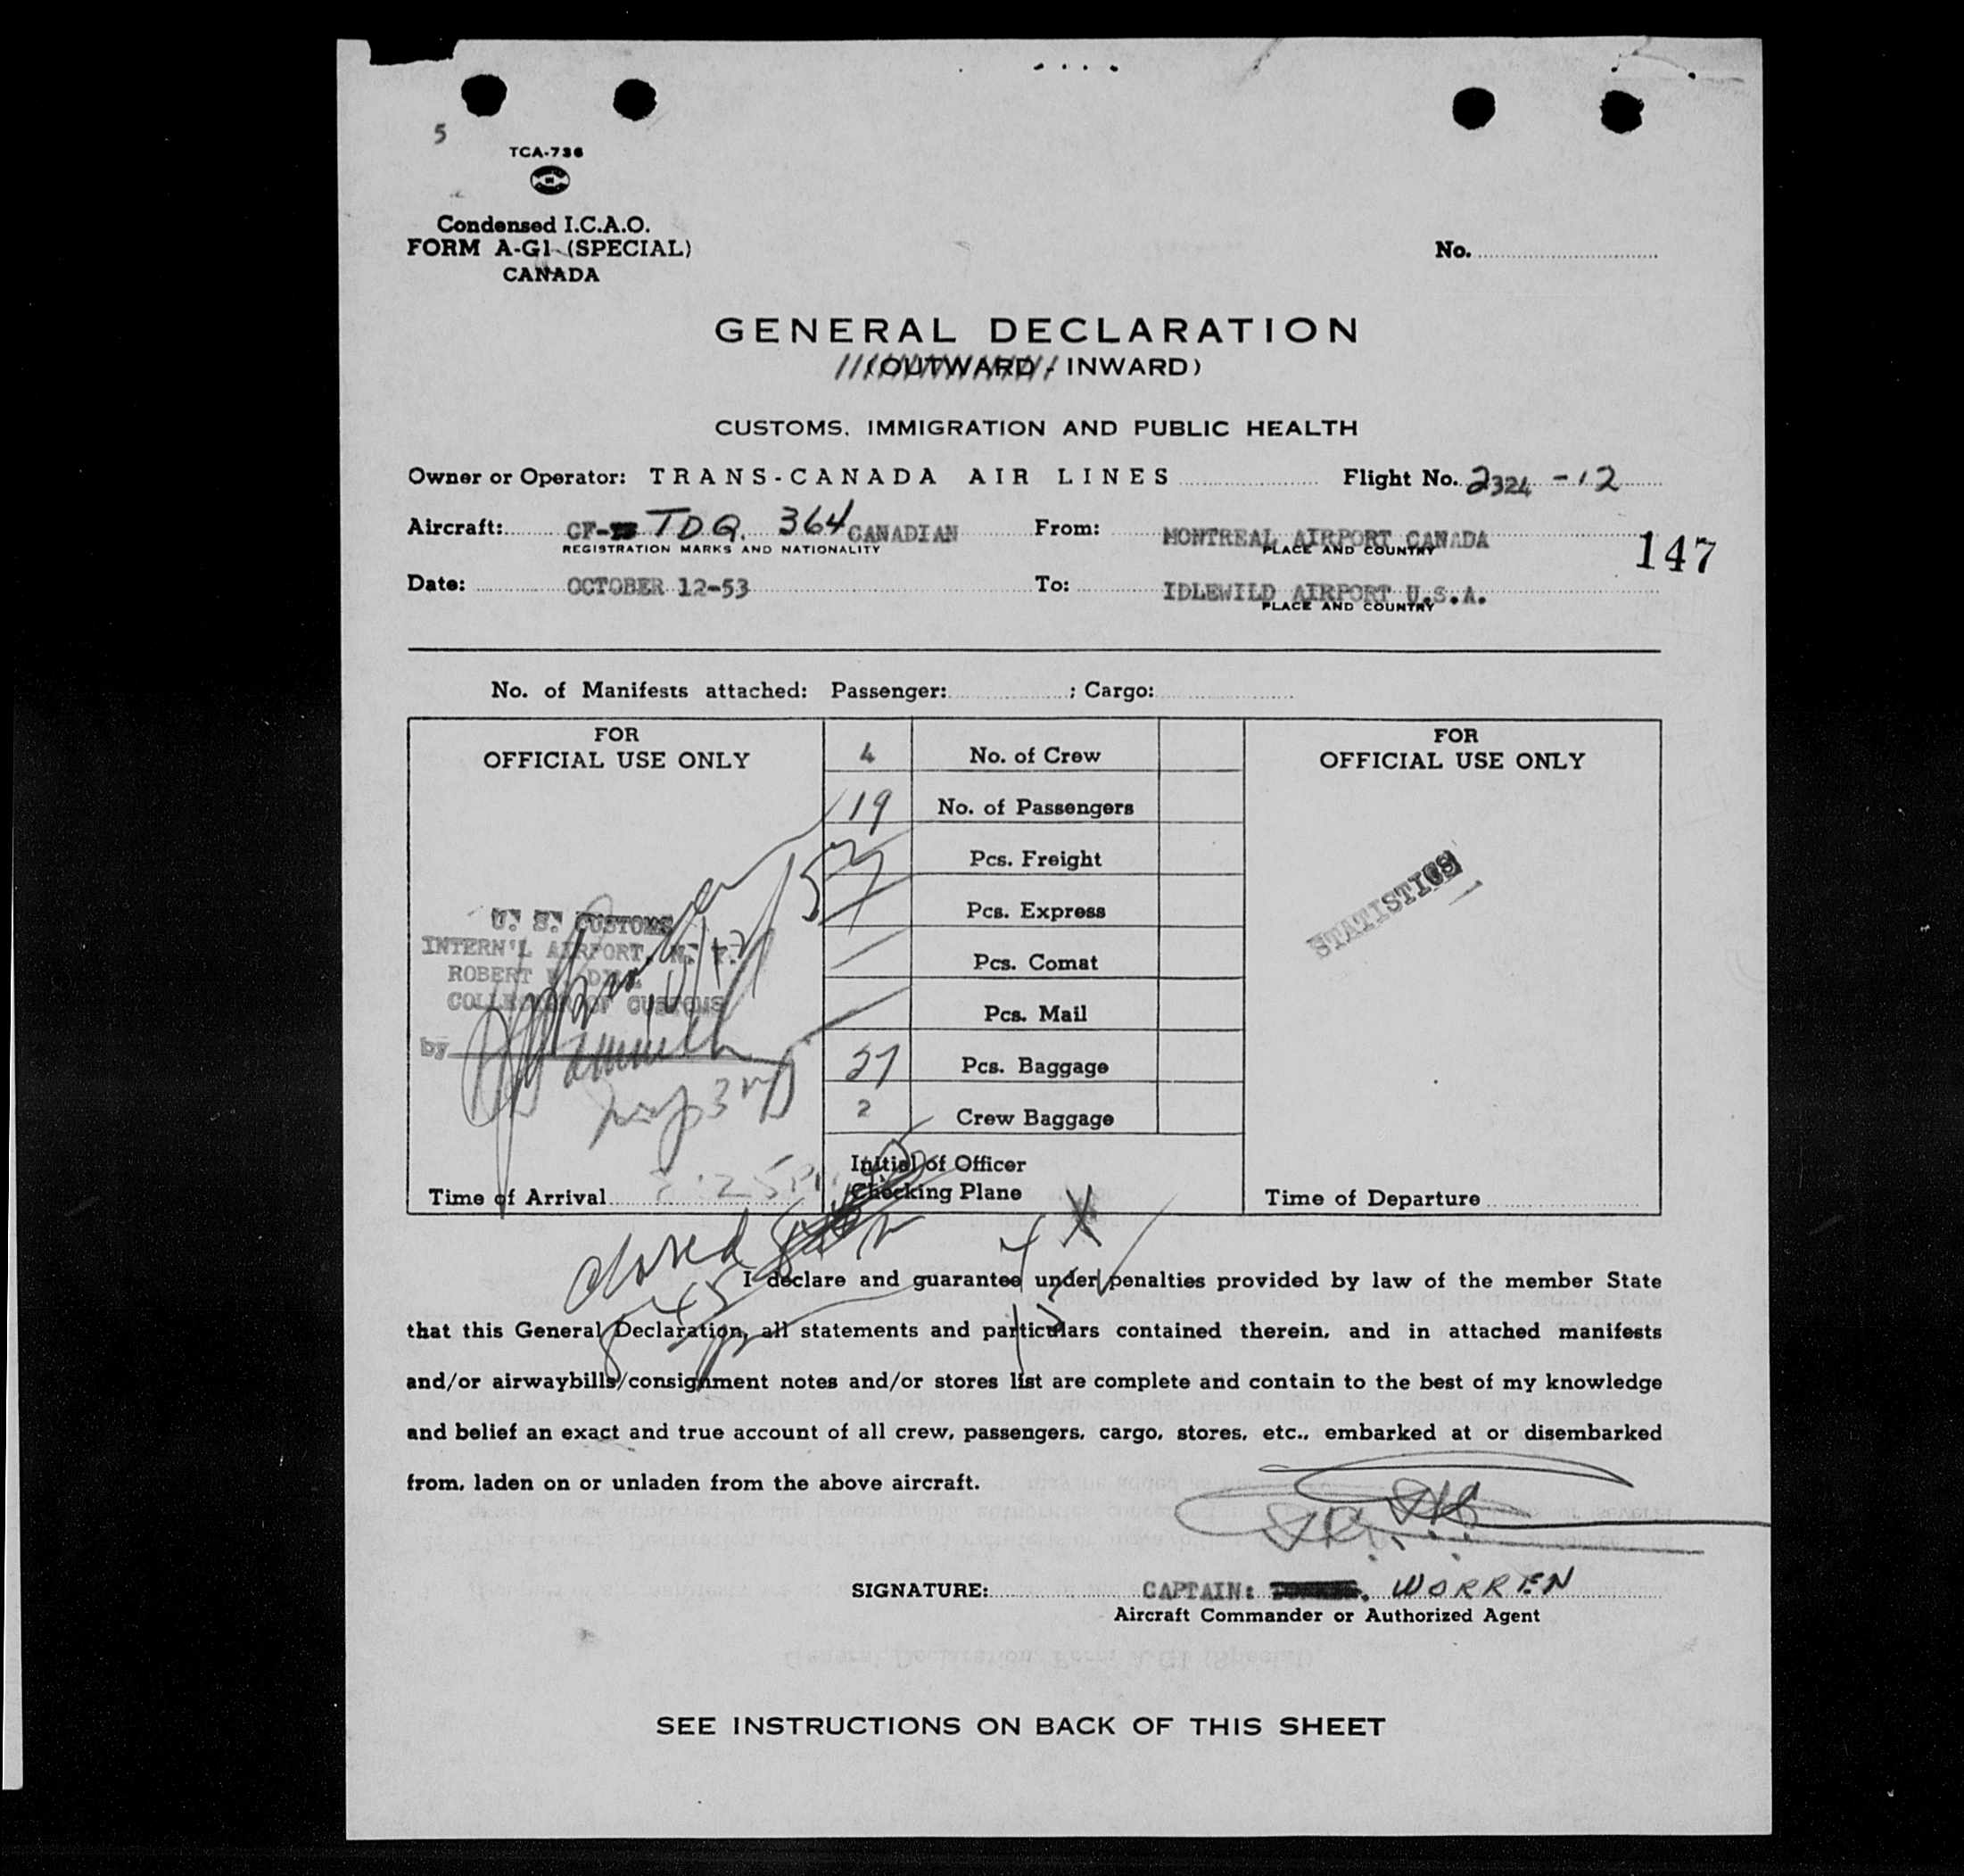 5
TCA-736
Condensed I.C.A.O.
FORM A-G1 (SPECIAL)
CANADA
No.
GENERAL DECLARATION
(OUTWARD - INWARD)
CUSTOMS, IMMIGRATION AND PUBLIC HEALTH
Owner or Operator: TRANS-CANADA AIR LINES Flight No. 2324 -12
Aircraft: CF- TDQ. 364 CANADIAN From: MONTREAL AIRPORT CANADA
REGISTRATION MARKS AND NATIONALITY PLACE AND COUNTRY
147
Date: OCTOBER 12-53 To: IDLEWILD AIRPORT U.S.A.
PLACE AND COUNTRY
No. of Manifests attached: Passenger: ; Cargo:
FOR
OFFICIAL USE ONLY
U. S. CUSTOMS
INTERN'L AIRPORT, N. Y.
ROBERT W.
COLLECTOR OF CUSTOMS
by
Time of Arrival
4 No. of Crew
19 No. of Passengers
Pcs. Freight
Pcs. Express
Pcs. Comat
Pcs. Mail
27 Pcs. Baggage
2 Crew Baggage
Initial of Officer
Checking Plane
FOR
OFFICIAL USE ONLY
STATISTICS
Time of Departure
closed
845
I declare and guarantee under penalties provided by law of the member State
that this General Declaration, all statements and particulars contained therein, and in attached manifests
and/or airwaybills/consignment notes and/or stores list are complete and contain to the best of my knowledge
and belief an exact and true account of all crew, passengers, cargo, stores, etc., embarked at or disembarked
from, laden on or unladen from the above aircraft.
SIGNATURE: CAPTAIN: WORREN
Aircraft Commander or Authorized Agent
SEE INSTRUCTIONS ON BACK OF THIS SHEET